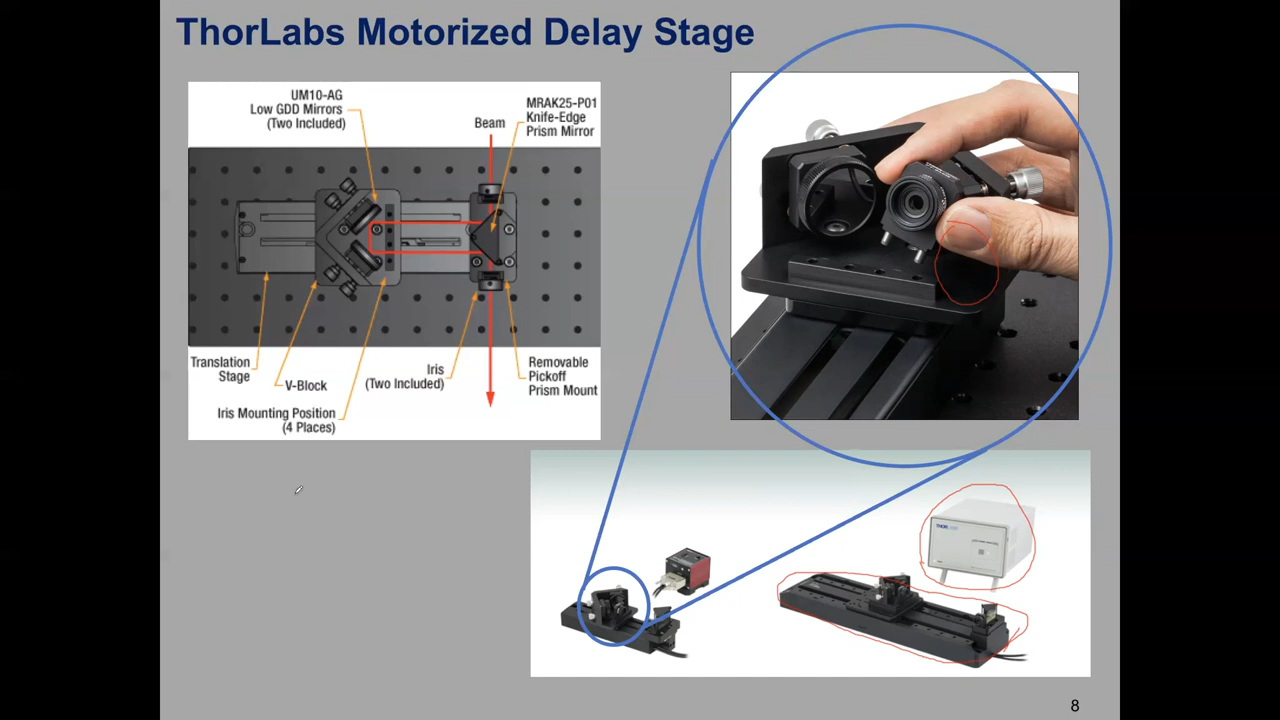 ThorLabs Motorized Delay Stage
UM10-AG
Low GDD Mirrors
(Two Included)
Beam
MRAK25-P01
Knife-Edge
Prism Mirror
Translation
Stage
V-Block
Iris Mounting Position
(4 Places)
Iris
(Two Included)
Removable
Pickoff
Prism Mount
THORLABS
8